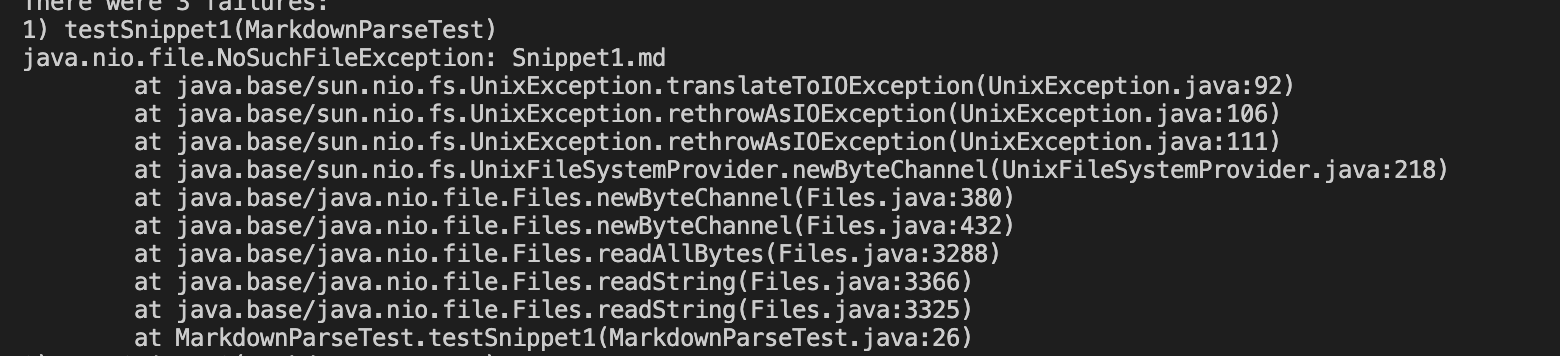 There were 3 failures:
1) testSnippet1(MarkdownParseTest)
java.nio.file.NoSuchFileException: Snippet1.md
        at java.base/sun.nio.fs.UnixException.translateToIOException(UnixException.java:92)
        at java.base/sun.nio.fs.UnixException.rethrowAsIOException(UnixException.java:106)
        at java.base/sun.nio.fs.UnixException.rethrowAsIOException(UnixException.java:111)
        at java.base/sun.nio.fs.UnixFileSystemProvider.newByteChannel(UnixFileSystemProvider.java:218)
        at java.base/java.nio.file.Files.newByteChannel(Files.java:380)
        at java.base/java.nio.file.Files.newByteChannel(Files.java:432)
        at java.base/java.nio.file.Files.readAllBytes(Files.java:3288)
        at java.base/java.nio.file.Files.readString(Files.java:3366)
        at java.base/java.nio.file.Files.readString(Files.java:3325)
        at MarkdownParseTest.testSnippet1(MarkdownParseTest.java:26)